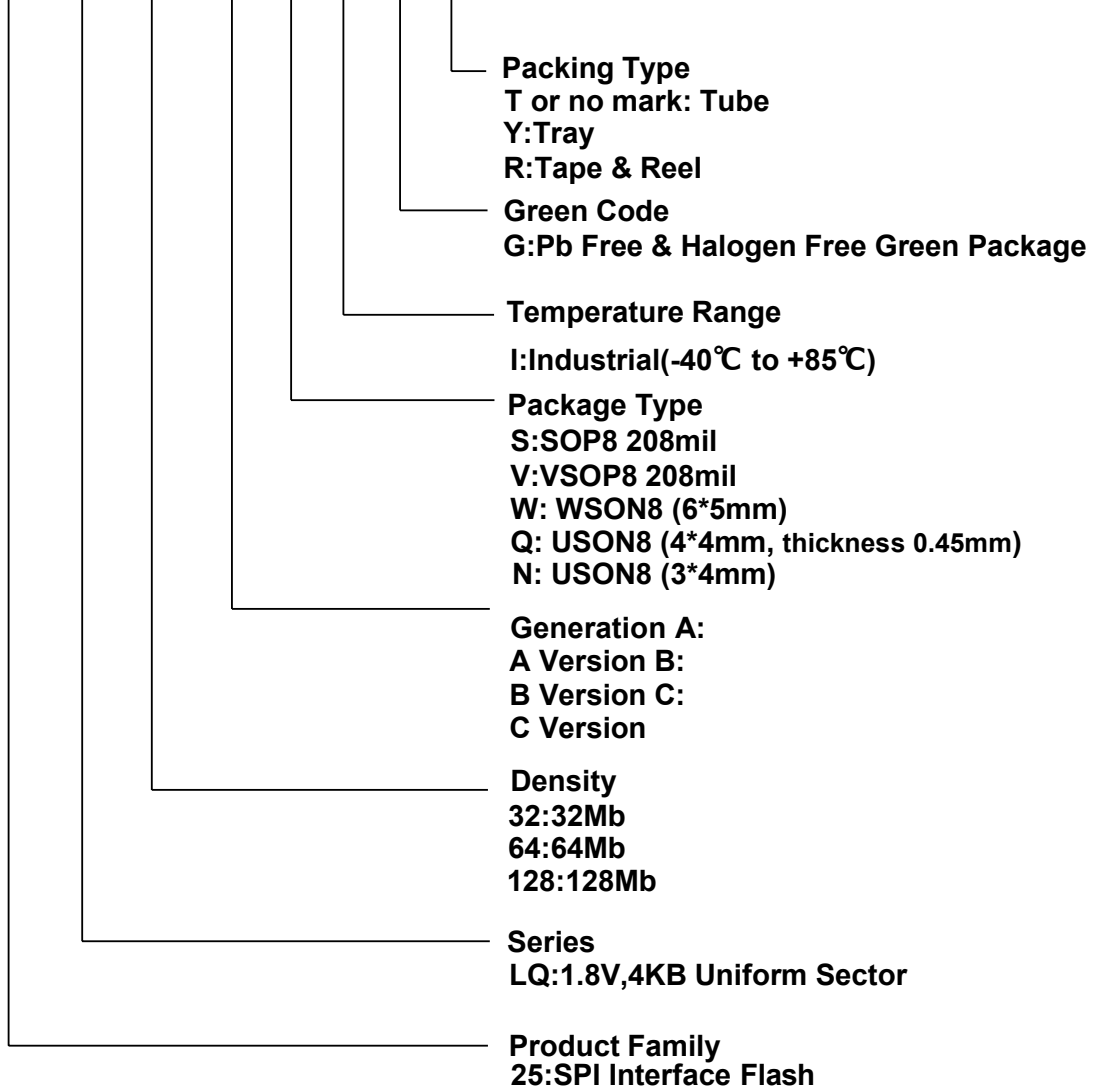 Packing Type
T or no mark: Tube
Y:Tray
R:Tape & Reel
Green Code
G:Pb Free & Halogen Free Green Package
Temperature Range
I:Industrial(-40℃ to +85℃)
Package Type
S:SOP8 208mil
V:VSOP8 208mil
W: WSON8 (6*5mm)
Q: USON8 (4*4mm, thickness 0.45mm)
N: USON8 (3*4mm)
Generation A:
A Version B:
B Version C:
C Version
Density
32:32Mb
64:64Mb
128:128Mb
Series
LQ:1.8V,4KB Uniform Sector
Product Family
25:SPI Interface Flash